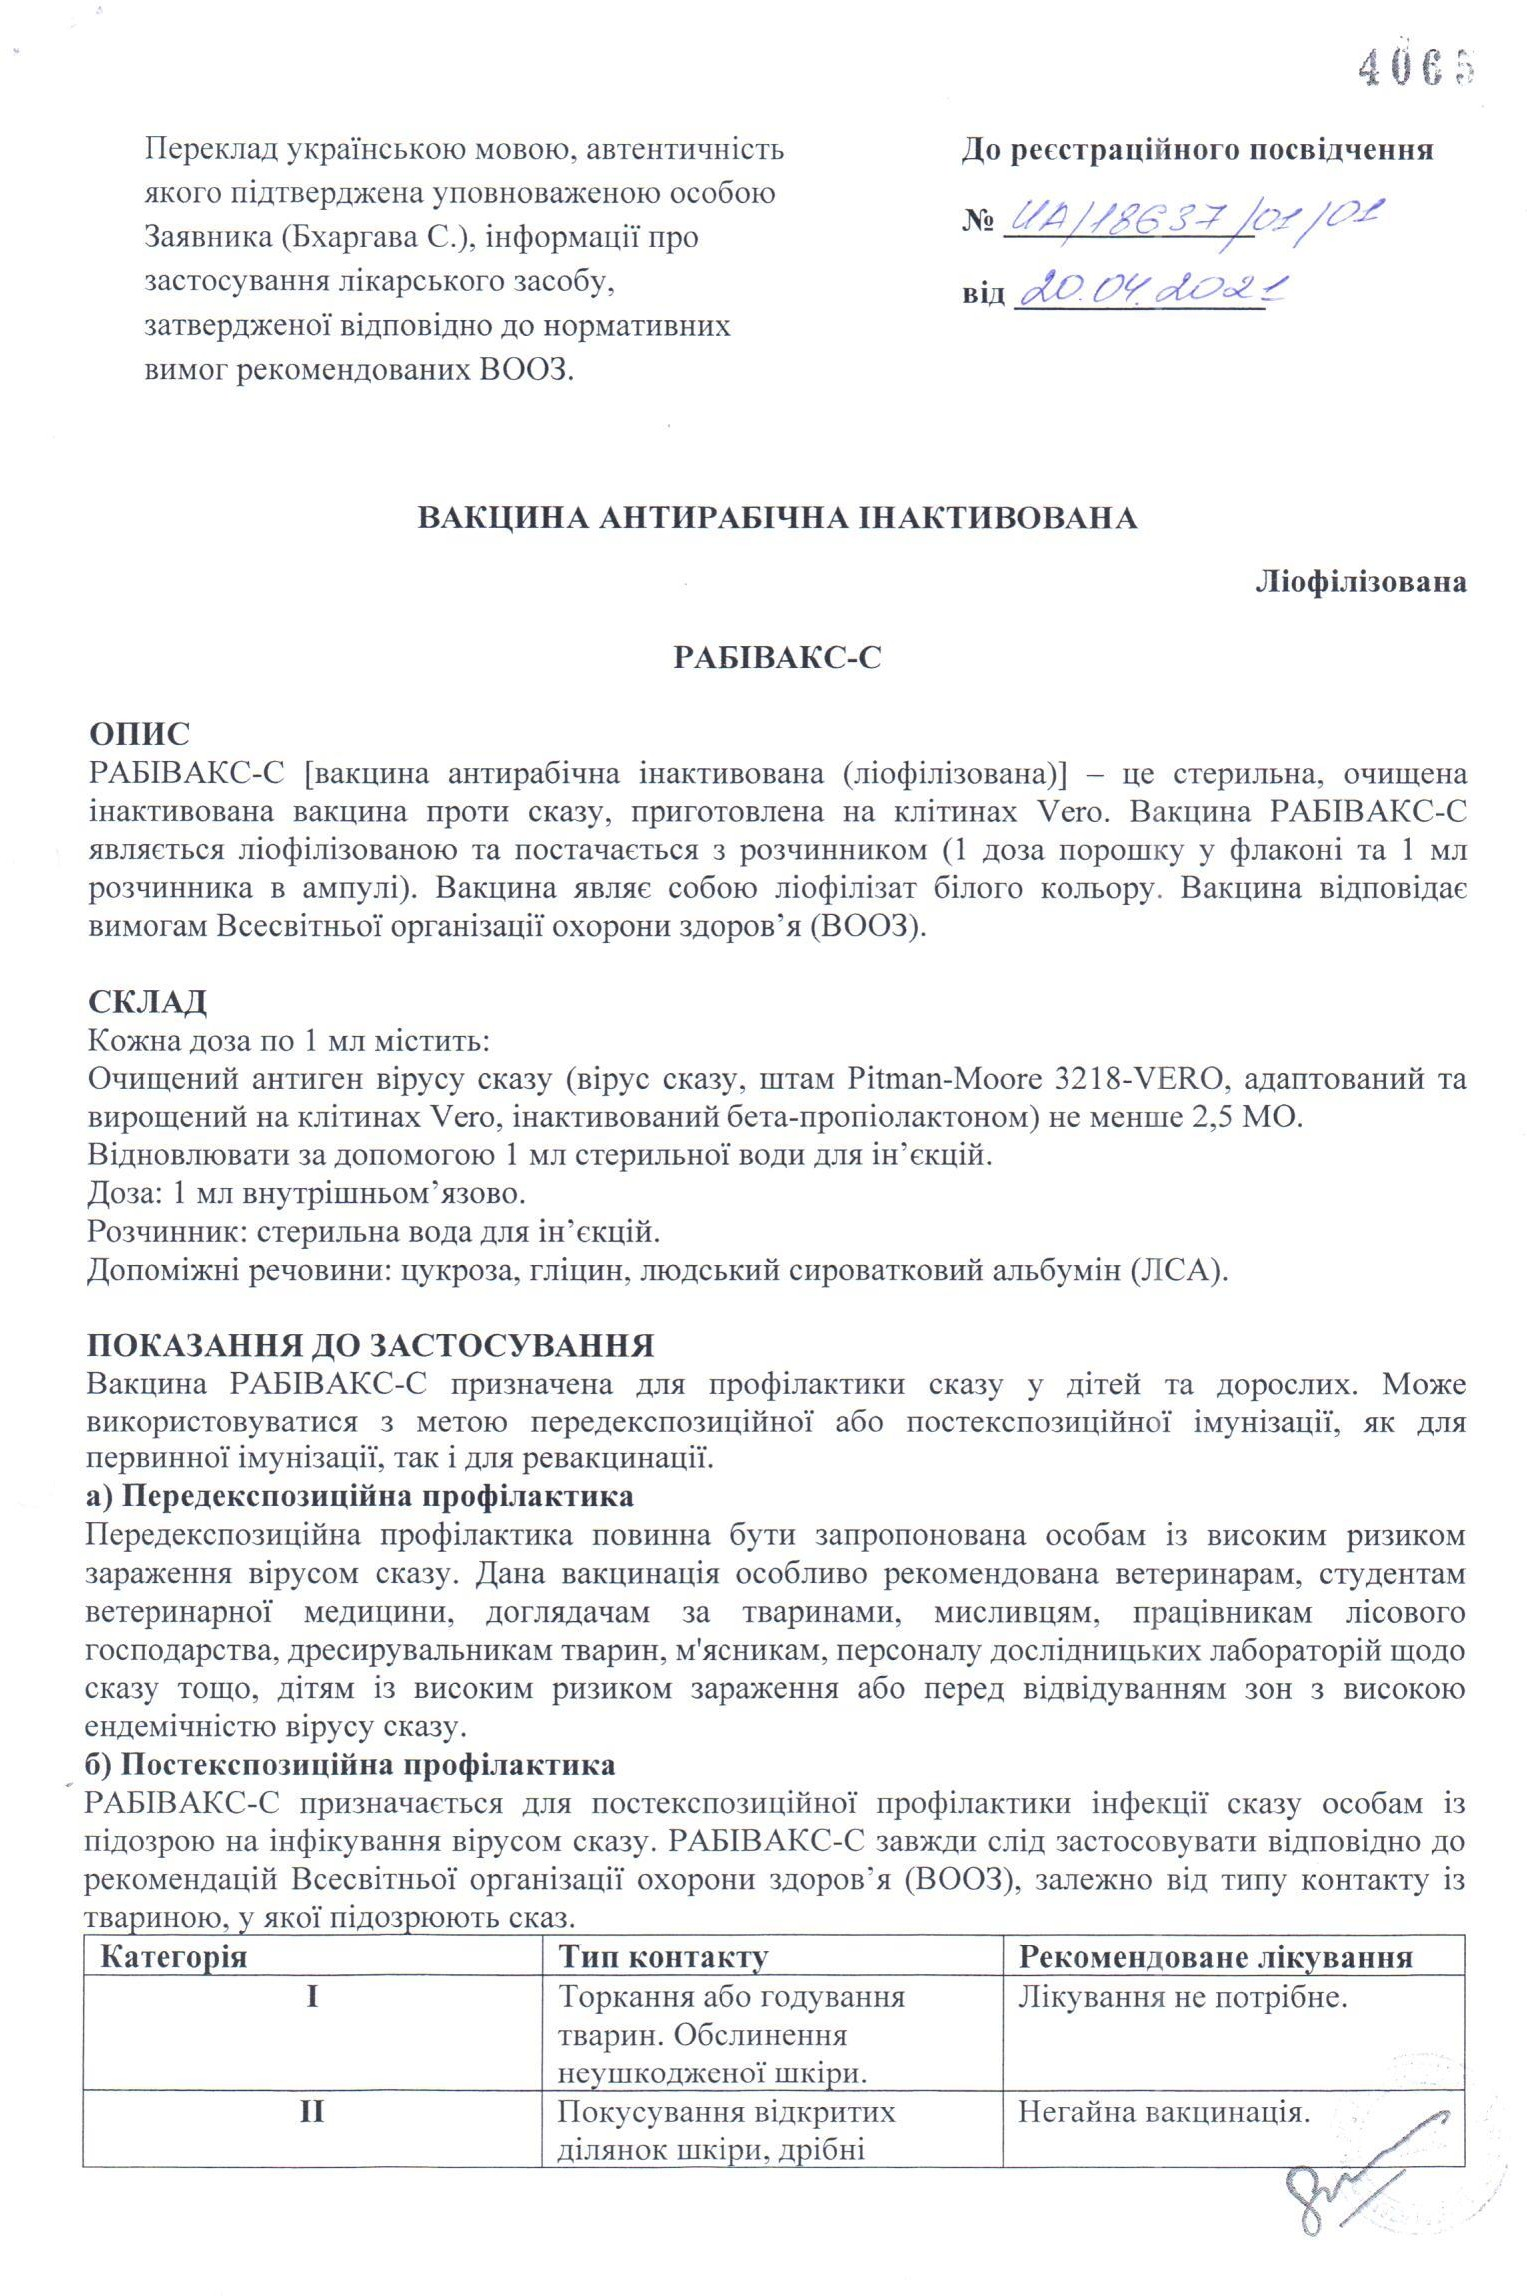 4065
Переклад українською мовою, автентичність
якого підтверджена уповноваженою особою
Заявника (Бхаргава С.), інформації про
застосування лікарського засобу,
затвердженої відповідно до нормативних
вимог рекомендованих ВООЗ.
До реєстраційного посвідчення
№ UA/18637/01/01
від 20.04.2021
ВАКЦИНА АНТИРАБІЧНА ІНАКТИВОВАНА
Ліофілізована
РАБІВАКС-С
ОПИС
РАБІВАКС-С [вакцина антирабічна інактивована (ліофілізована)] – це стерильна, очищена
інактивована вакцина проти сказу, приготовлена на клітинах Vero. Вакцина РАБІВАКС-С
являється ліофілізованою та постачається з розчинником (1 доза порошку у флаконі та 1 мл
розчинника в ампулі). Вакцина являє собою ліофілізат білого кольору. Вакцина відповідає
вимогам Всесвітньої організації охорони здоров’я (ВООЗ).
СКЛАД
Кожна доза по 1 мл містить:
Очищений антиген вірусу сказу (вірус сказу, штам Pitman-Moore 3218-VERO, адаптований та
вирощений на клітинах Vero, інактивований бета-пропіолактоном) не менше 2,5 МО.
Відновлювати за допомогою 1 мл стерильної води для ін’єкцій.
Доза: 1 мл внутрішньом’язово.
Розчинник: стерильна вода для ін’єкцій.
Допоміжні речовини: цукроза, гліцин, людський сироватковий альбумін (ЛСА).
ПОКАЗАННЯ ДО ЗАСТОСУВАННЯ
Вакцина РАБІВАКС-С призначена для профілактики сказу у дітей та дорослих. Може
використовуватися з метою передекспозиційної або постекспозиційної імунізації, як для
первинної імунізації, так і для ревакцинації.
а) Передекспозиційна профілактика
Передекспозиційна профілактика повинна бути запропонована особам із високим ризиком
зараження вірусом сказу. Дана вакцинація особливо рекомендована ветеринарам, студентам
ветеринарної медицини, доглядачам за тваринами, мисливцям, працівникам лісового
господарства, дресирувальникам тварин, м'ясникам, персоналу дослідницьких лабораторій щодо
сказу тощо, дітям із високим ризиком зараження або перед відвідуванням зон з високою
ендемічністю вірусу сказу.
б) Постекспозиційна профілактика
РАБІВАКС-С призначається для постекспозиційної профілактики інфекції сказу особам із
підозрою на інфікування вірусом сказу. РАБІВАКС-С завжди слід застосовувати відповідно до
рекомендацій Всесвітньої організації охорони здоров’я (ВООЗ), залежно від типу контакту із
твариною, у якої підозрюють сказ.
Категорія Тип контакту Рекомендоване лікування
I Торкання або годування Лікування не потрібне.
тварин. Обслинення
неушкодженої шкіри.
II Покусування відкритих Негайна вакцинація.
ділянок шкіри, дрібні